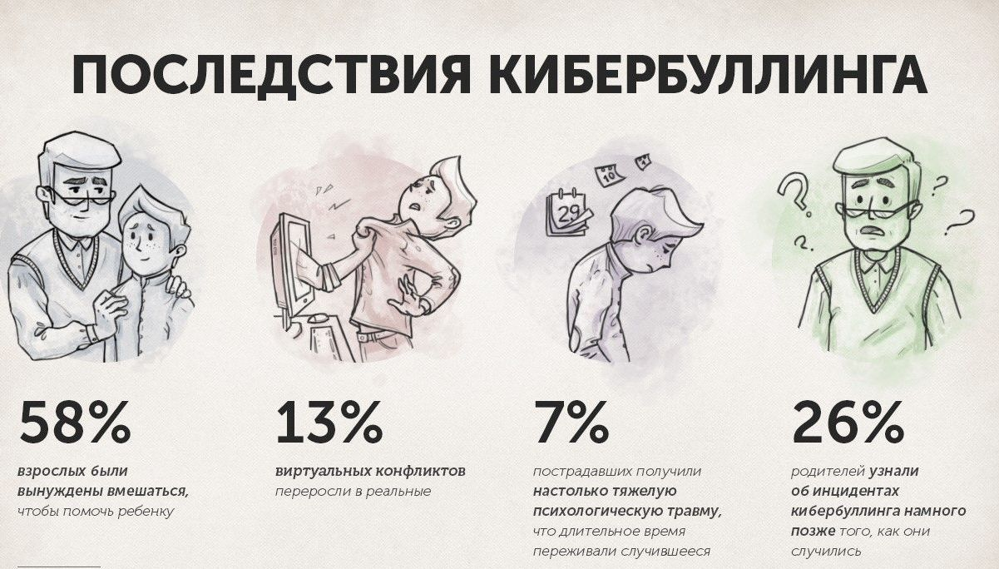 ПОСЛЕДСТВИЯ КИБЕРБУЛЛИНГА
10
1
29
58%
взрослых были
вынуждены вмешаться,
чтобы помочь ребенку
13%
виртуальных конфликтов
переросли в реальные
7%
пострадавших получили
настолько тяжелую
психологическую травму,
что длительное время
переживали случившееся
26%
родителей узнали
об инцидентах
кибербуллинга намного
позже того, как они
случились